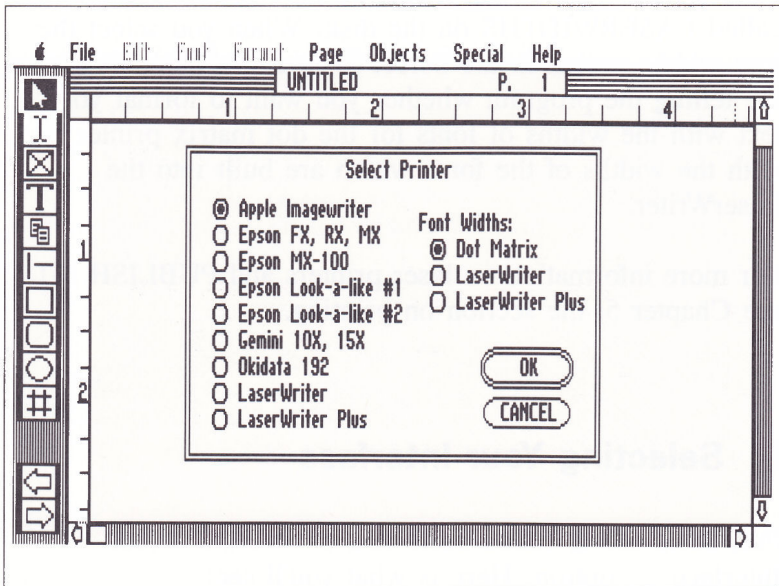 File Edit Font Format Page Objects Special Help
UNTITLED P. 1
1 2 3 4
Select Printer
Apple Imagewriter
Epson FX, RX, MX
Epson MX-100
Epson Look-a-like #1
Epson Look-a-like #2
Gemini 10X, 15X
Okidata 192
LaserWriter
LaserWriter Plus
Font Widths:
Dot Matrix
LaserWriter
LaserWriter Plus
OK
CANCEL
T
1
2